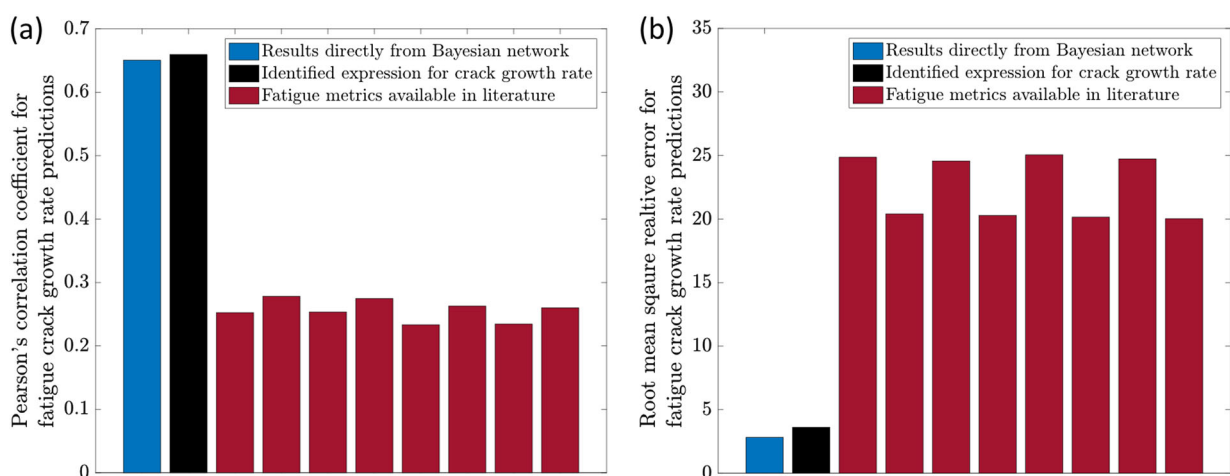 (a)
Pearson's correlation coefficient for
fatigue crack growth rate predictions
0.7
0.6
0.5
0.4
0.3
0.2
0.1
0
Results directly from Bayesian network
Identified expression for crack growth rate
Fatigue metrics available in literature
(b)
Root mean sqaure realtive error for
fatigue crack growth rate predictions
35
30
25
20
15
10
5
0
Results directly from Bayesian network
Identified expression for crack growth rate
Fatigue metrics available in literature